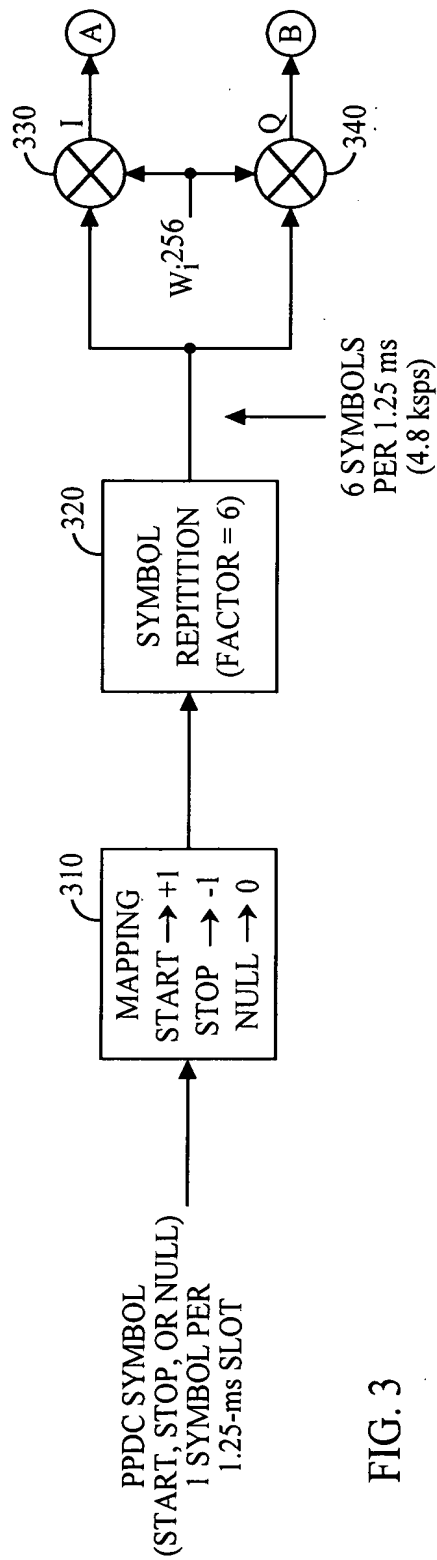 PPDC SYMBOL
(START, STOP, OR NULL)
1 SYMBOL PER
1.25-ms SLOT
310
MAPPING
START → +1
STOP → -1
NULL → 0
320
SYMBOL
REPITITION
(FACTOR = 6)
6 SYMBOLS
PER 1.25 ms
(4.8 ksps)
Wi256
330
I
A
340
Q
B
FIG. 3